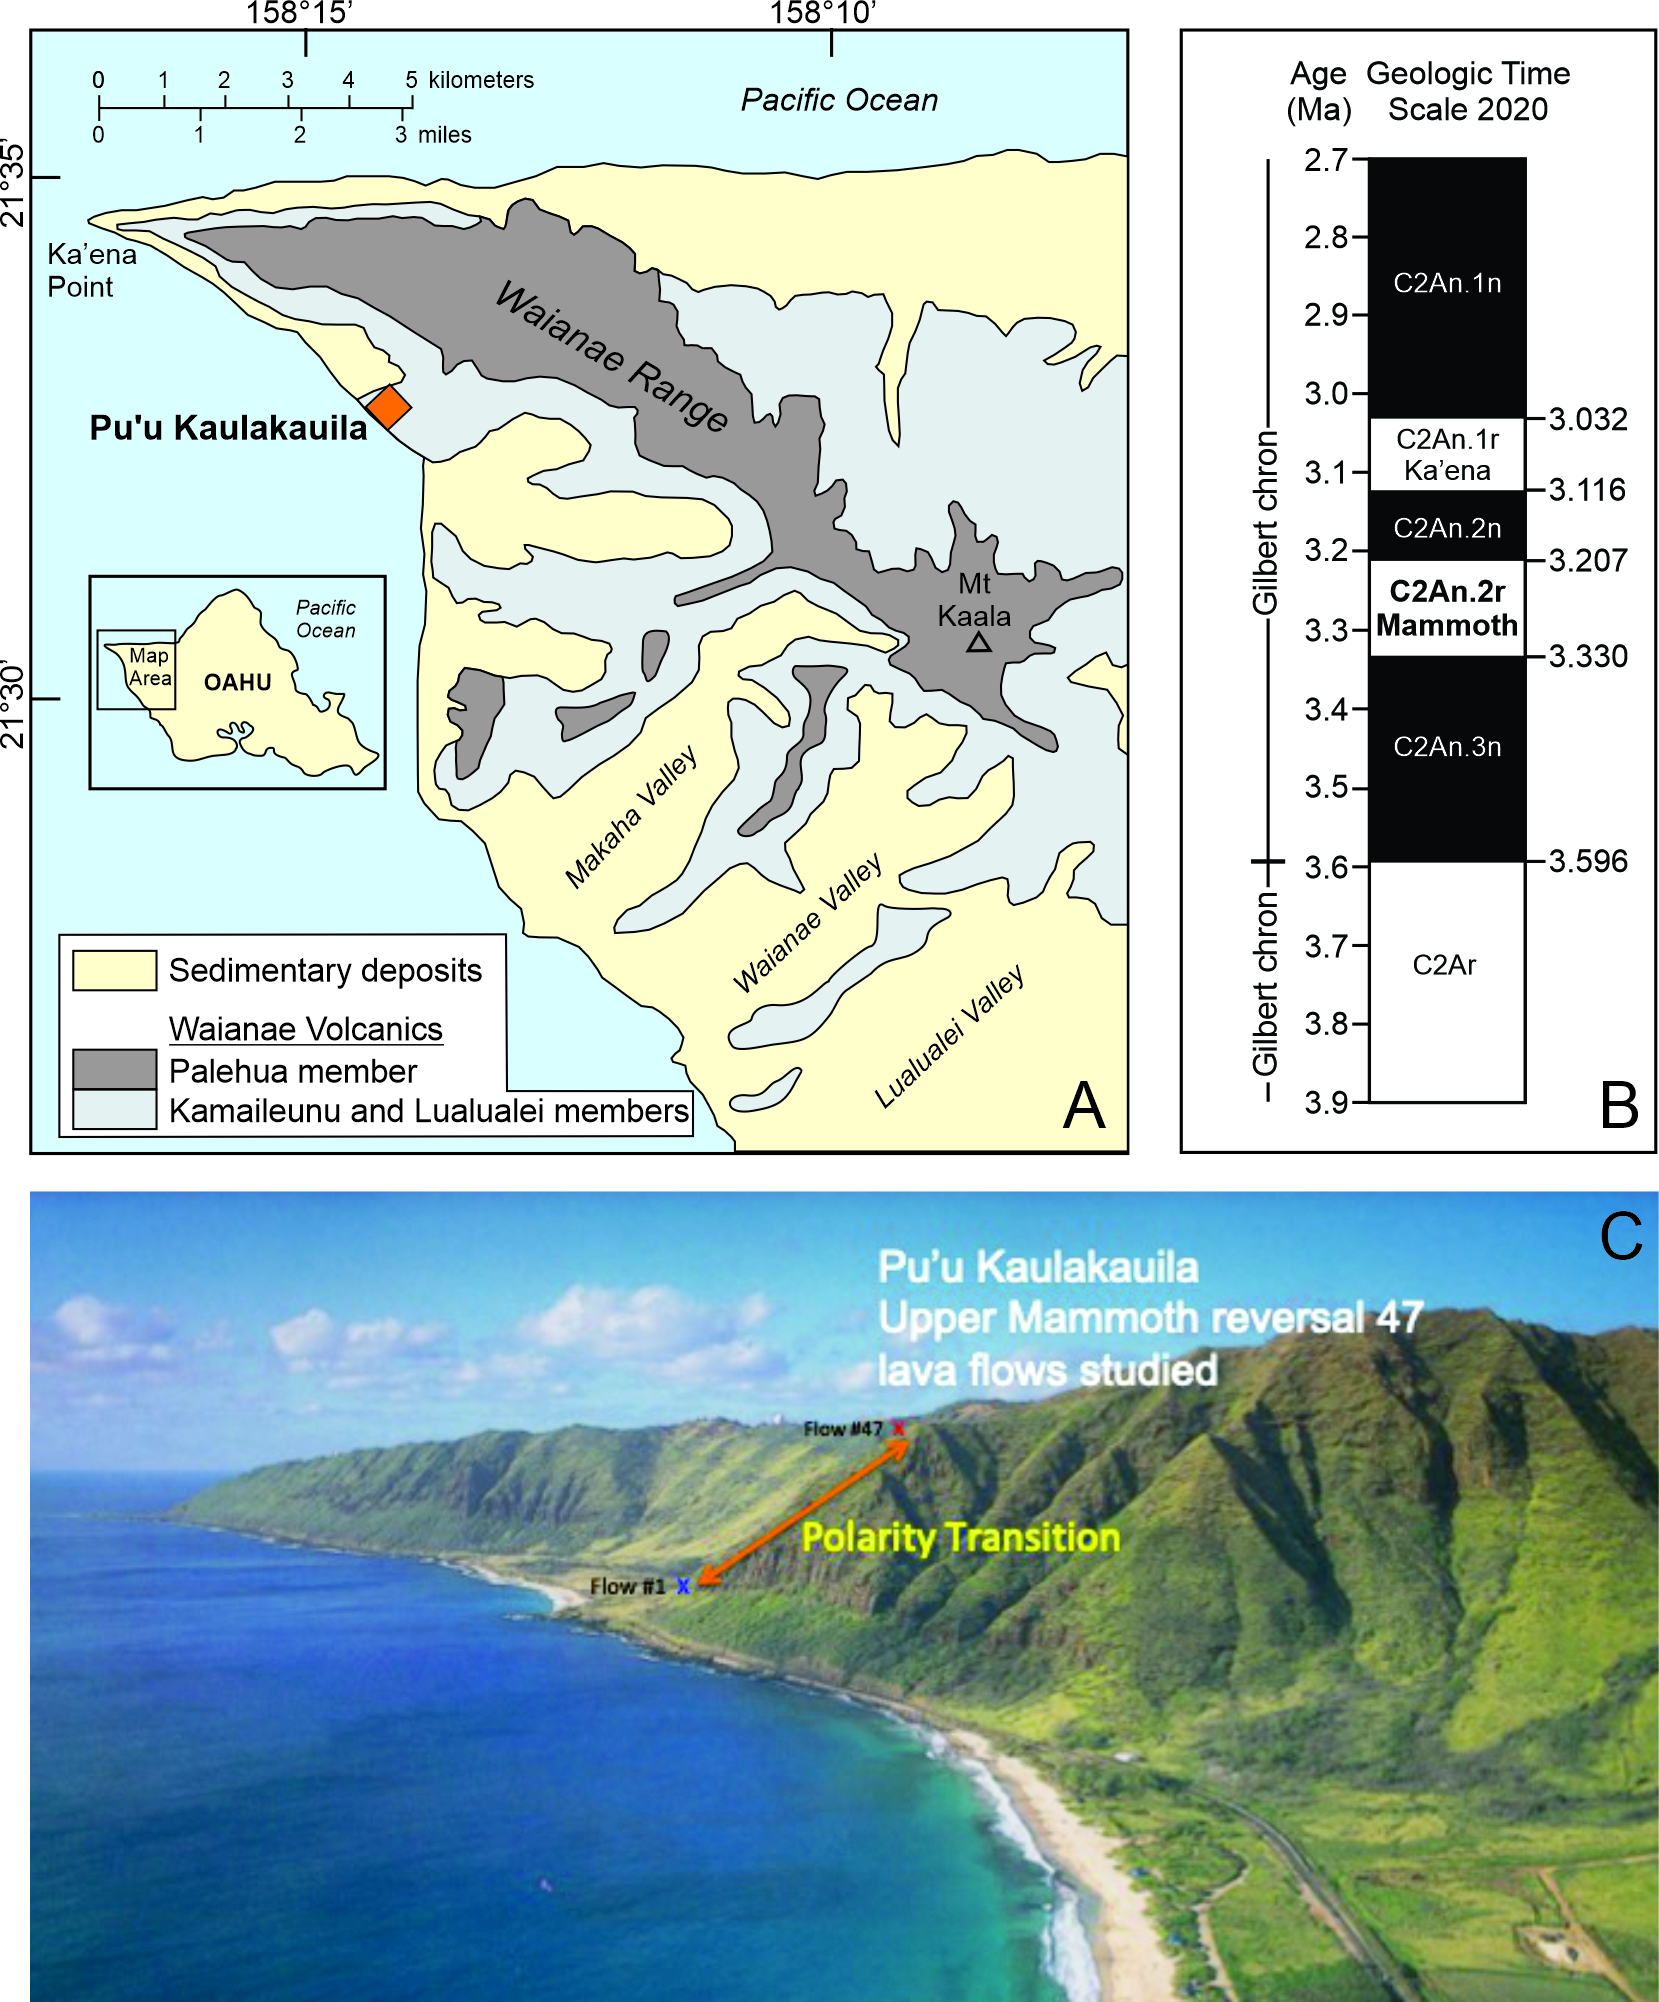 158°15’
158°10’
21°35’
21°30’
0 1 2 3 4 5 kilometers
0 1 2 3 miles
Pacific Ocean
Ka’ena
Point
Waianae Range
Pu'u Kaulakauila
Mt
Kaala
Pacific
Ocean
Map
Area
OAHU
Makaha Valley
Waianae Valley
Lualualei Valley
Sedimentary deposits
Waianae Volcanics
Palehua member
Kamaileunu and Lualualei members
A
Age Geologic Time
(Ma) Scale 2020
2.7
2.8
2.9
3.0
3.1
3.2
3.3
3.4
3.5
3.6
3.7
3.8
3.9
Gilbert chron
Gilbert chron
C2An.1n
C2An.1r
Ka’ena
C2An.2n
C2An.2r
Mammoth
C2An.3n
C2Ar
3.032
3.116
3.207
3.330
3.596
B
C
Pu’u Kaulakauila
Upper Mammoth reversal 47
lava flows studied
Flow #47 X
Polarity Transition
Flow #1 X